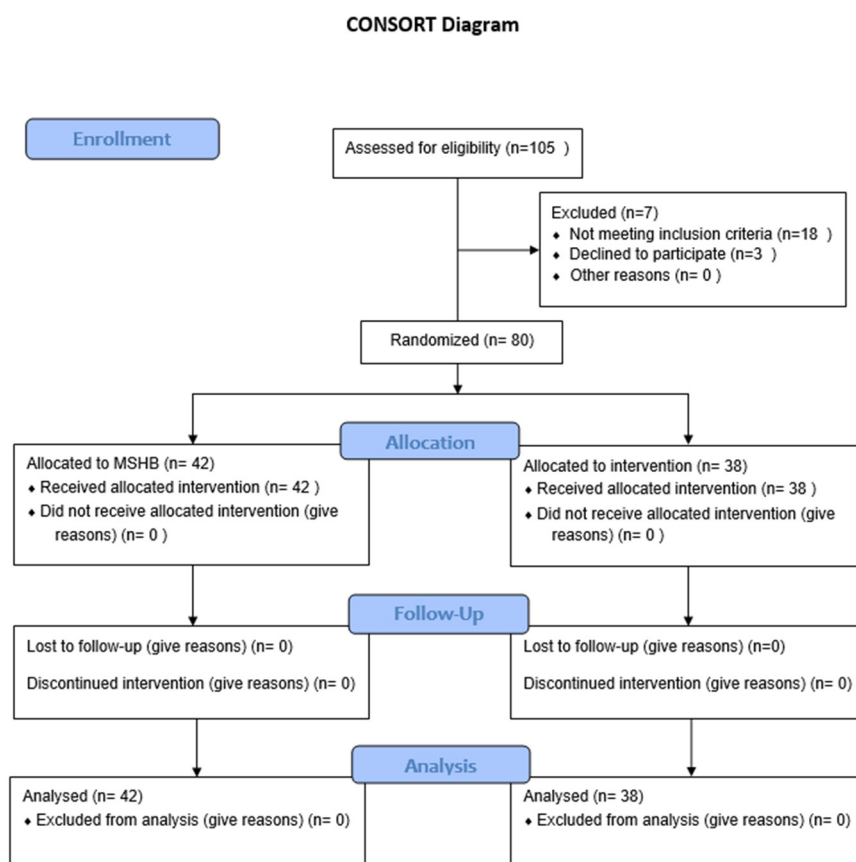 CONSORT Diagram
Enrollment
Assessed for eligibility (n=105 )
Excluded (n=7)
♦ Not meeting inclusion criteria (n=18 )
♦ Declined to participate (n=3 )
♦ Other reasons (n= 0 )
Randomized (n= 80)
Allocation
Allocated to MSHB (n= 42)
♦ Received allocated intervention (n= 42 )
♦ Did not receive allocated intervention (give
reasons) (n= 0 )
Allocated to intervention (n= 38)
♦ Received allocated intervention (n= 38 )
♦ Did not receive allocated intervention (give
reasons) (n= 0 )
Follow-Up
Lost to follow-up (give reasons) (n= 0)
Discontinued intervention (give reasons) (n= 0)
Lost to follow-up (give reasons) (n=0)
Discontinued intervention (give reasons) (n= 0)
Analysis
Analysed (n= 42)
♦ Excluded from analysis (give reasons) (n= 0)
Analysed (n= 38)
♦ Excluded from analysis (give reasons) (n= 0)